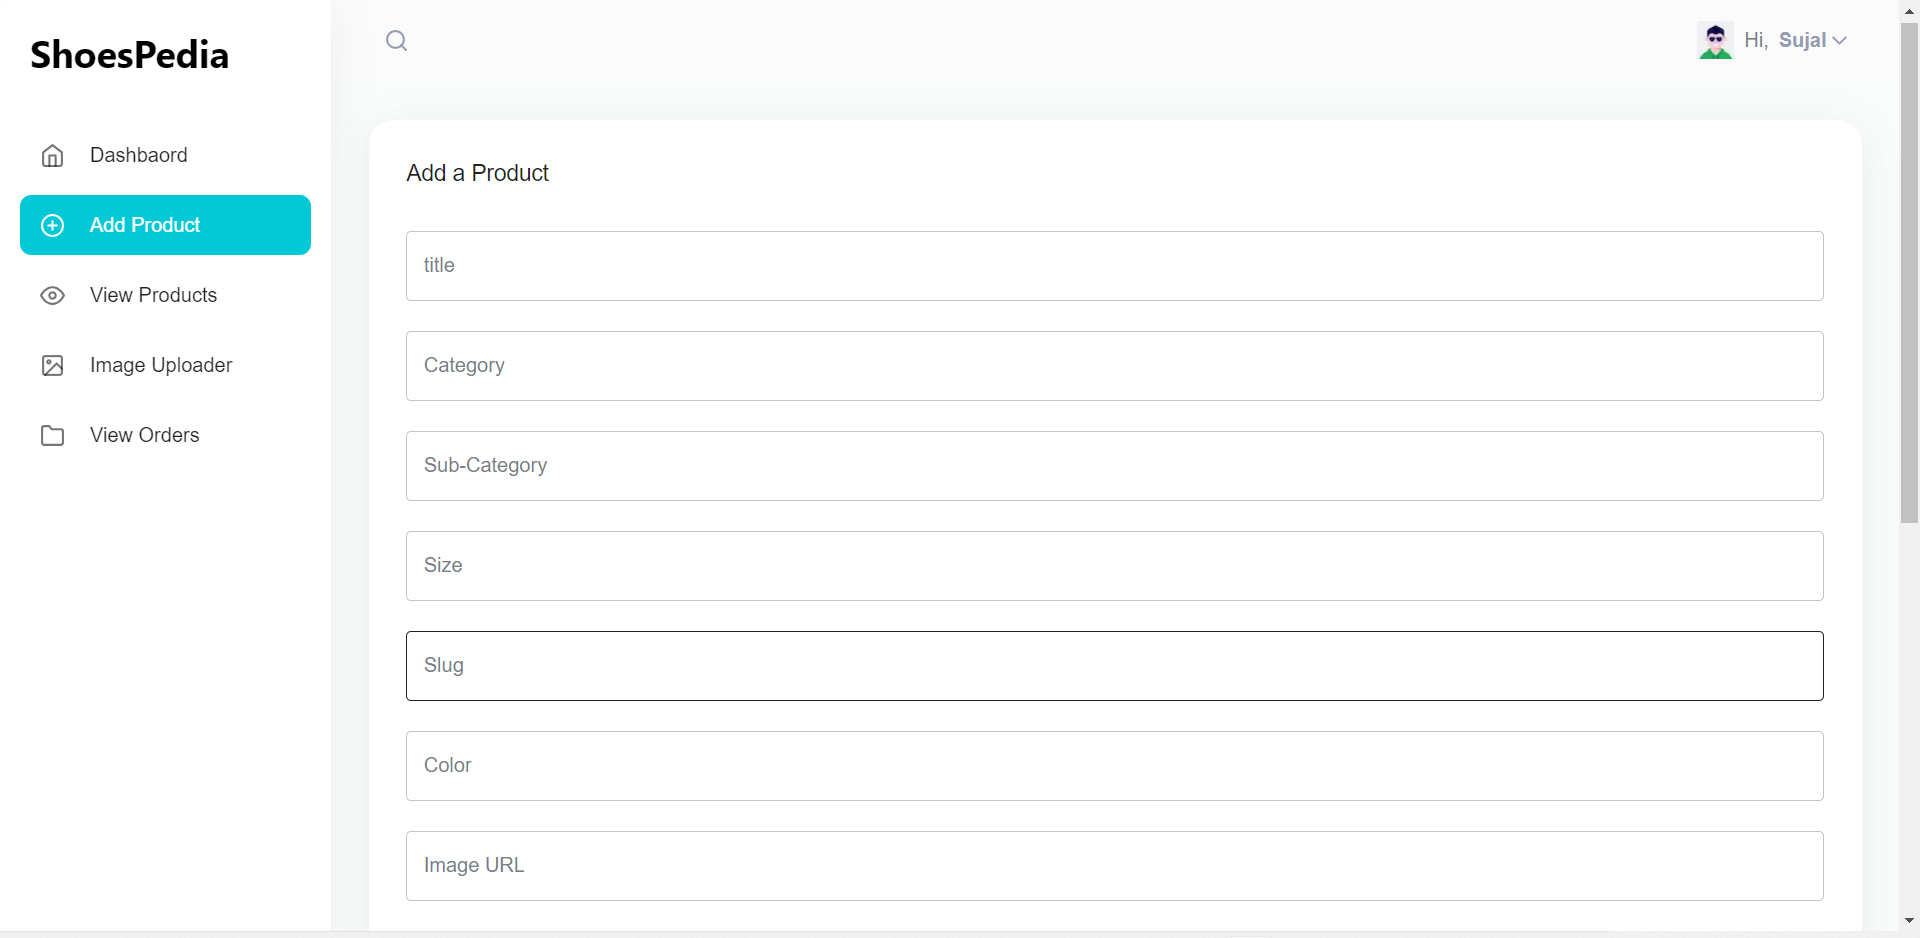 ShoesPedia
Dashbaord
Add Product
View Products
Image Uploader
View Orders
Hi, Sujal
Add a Product
title
Category
Sub-Category
Size
Slug
Color
Image URL